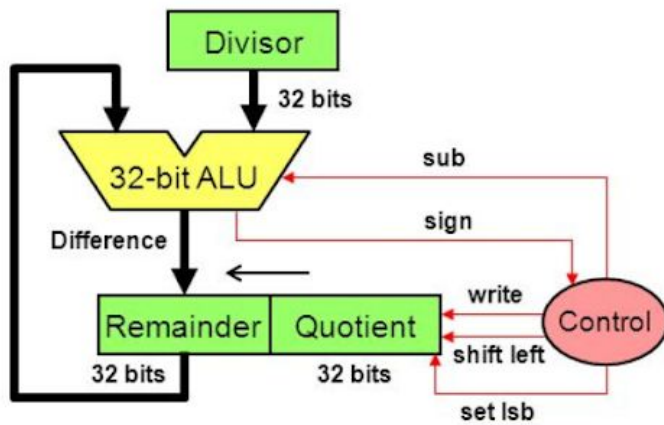 Divisor
32 bits
32-bit ALU
sub
Difference
sign
write
Remainder
Quotient
Control
shift left
32 bits
32 bits
set lsb